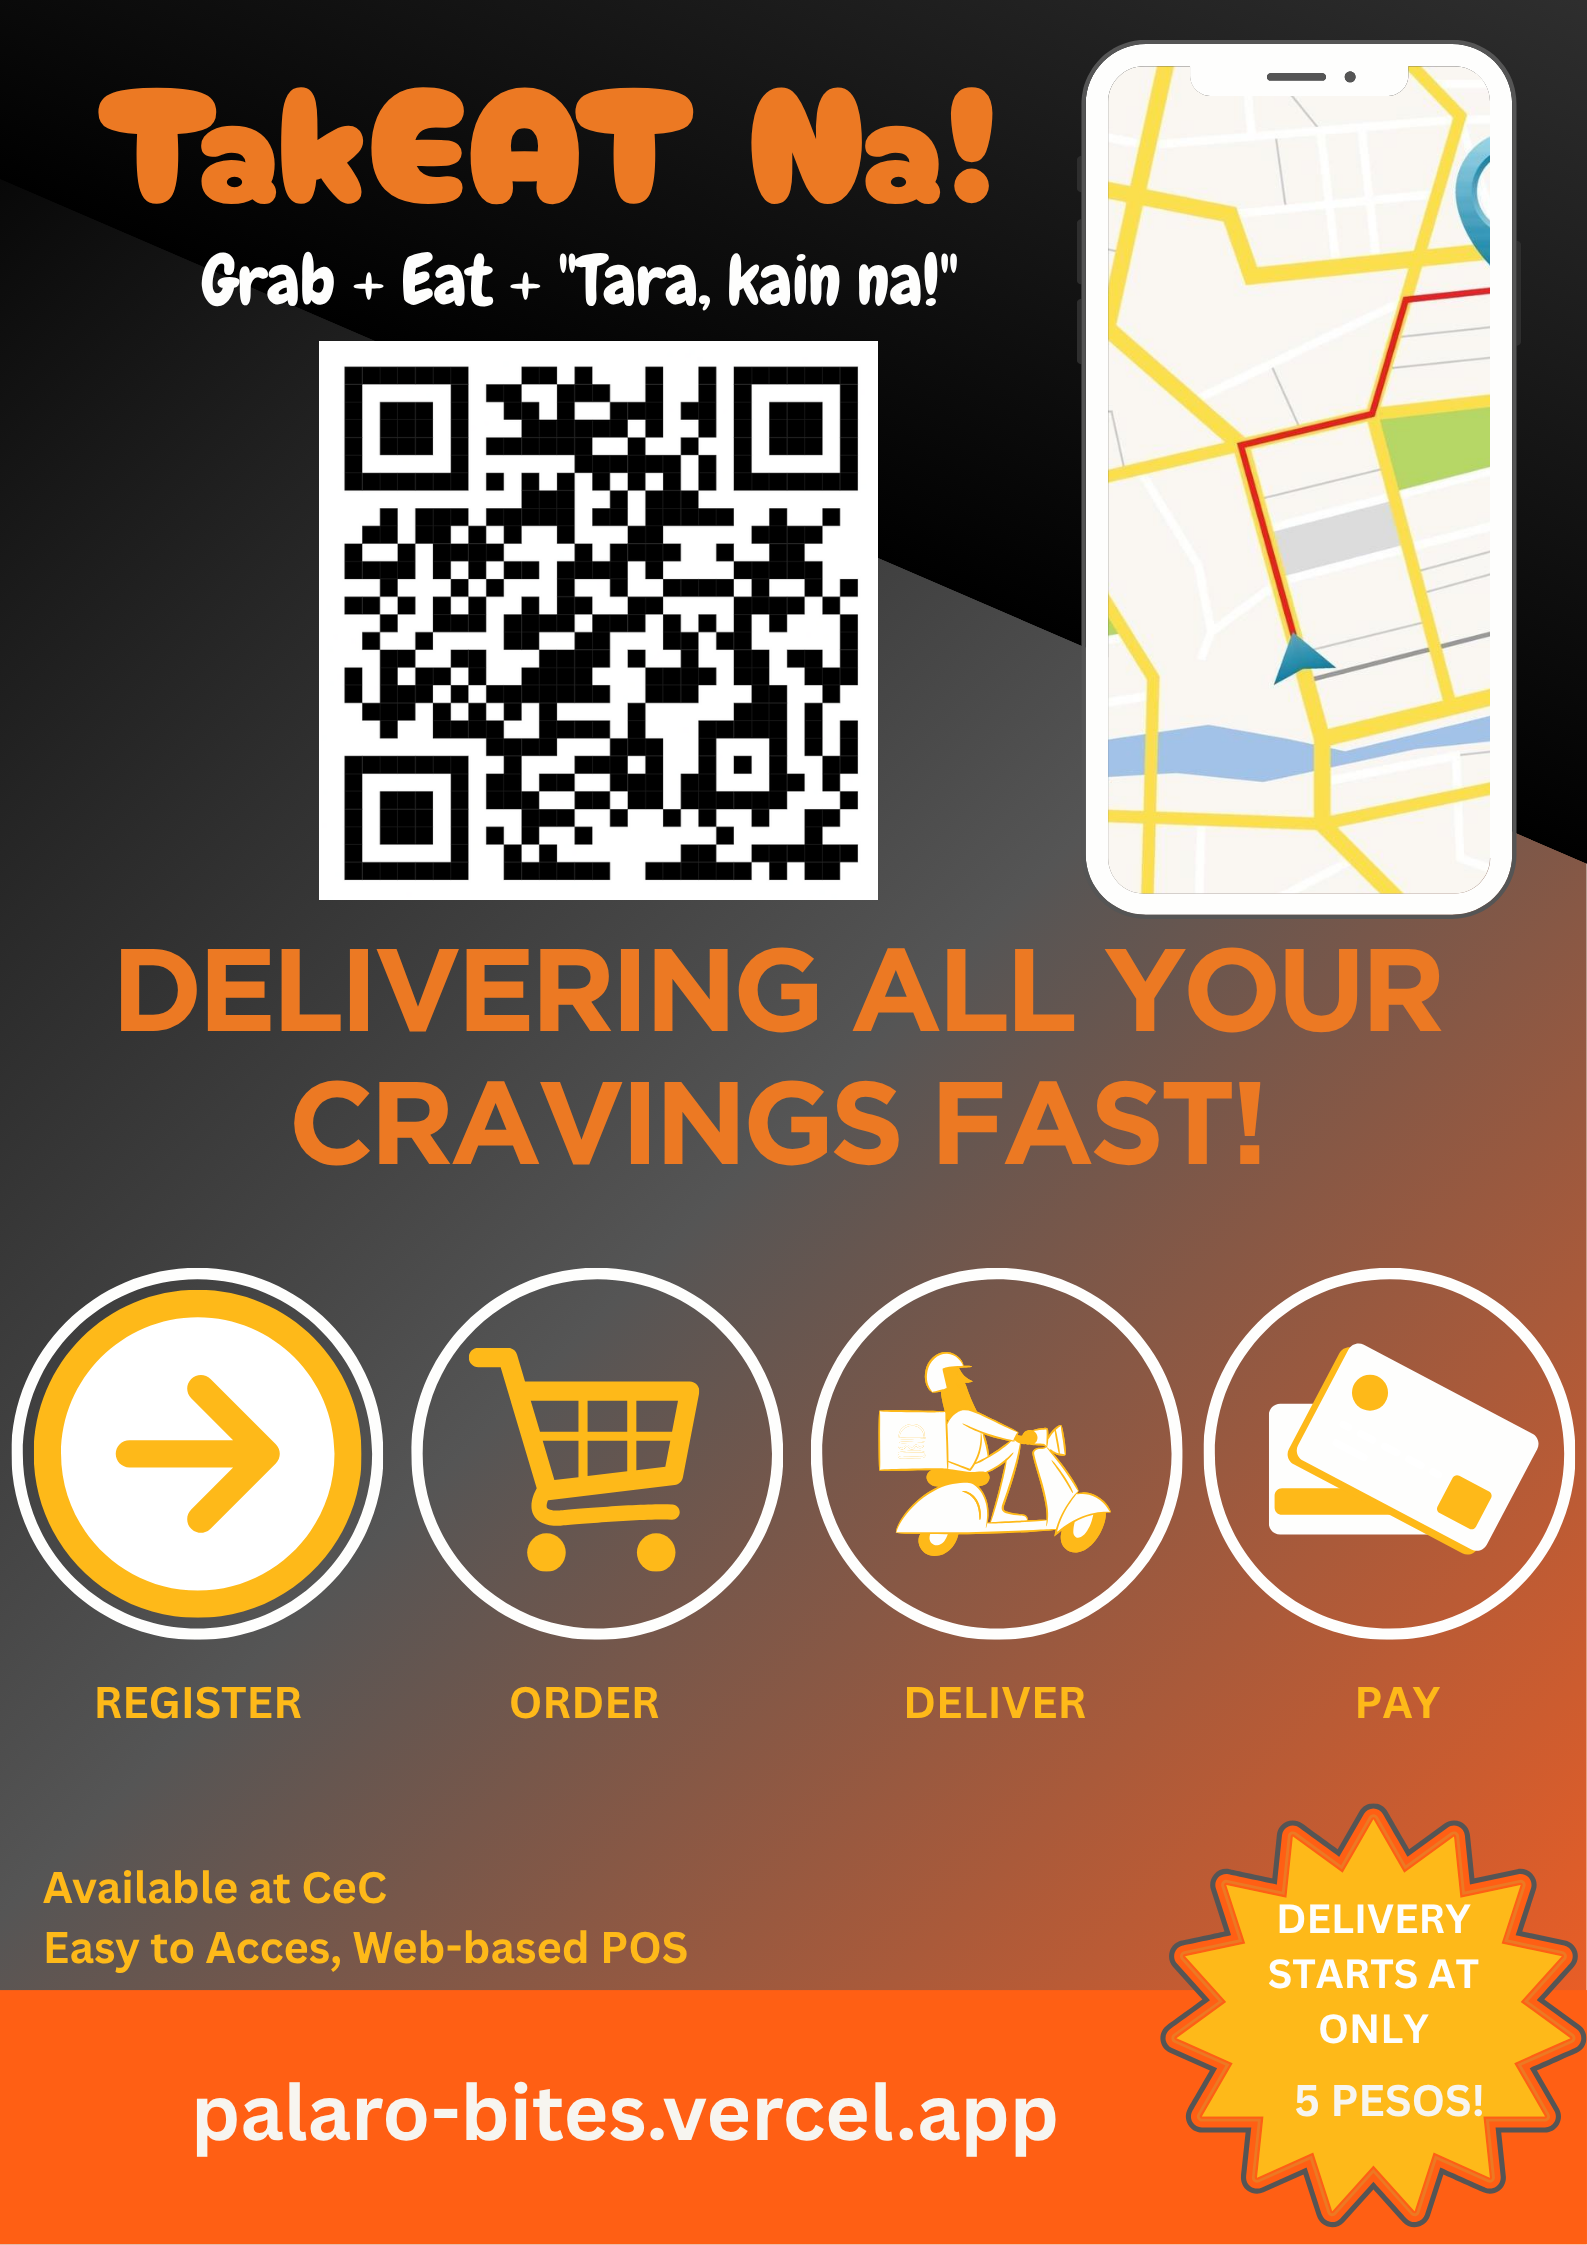 TakEAT Na!
Grab + Eat + "Tara, kain na!"
DELIVERING ALL YOUR
CRAVINGS FAST!
REGISTER
ORDER
DELIVER
PAY
Available at CeC
Easy to Acces, Web-based POS
DELIVERY
STARTS AT
ONLY
5 PESOS!
palaro-bites.vercel.app